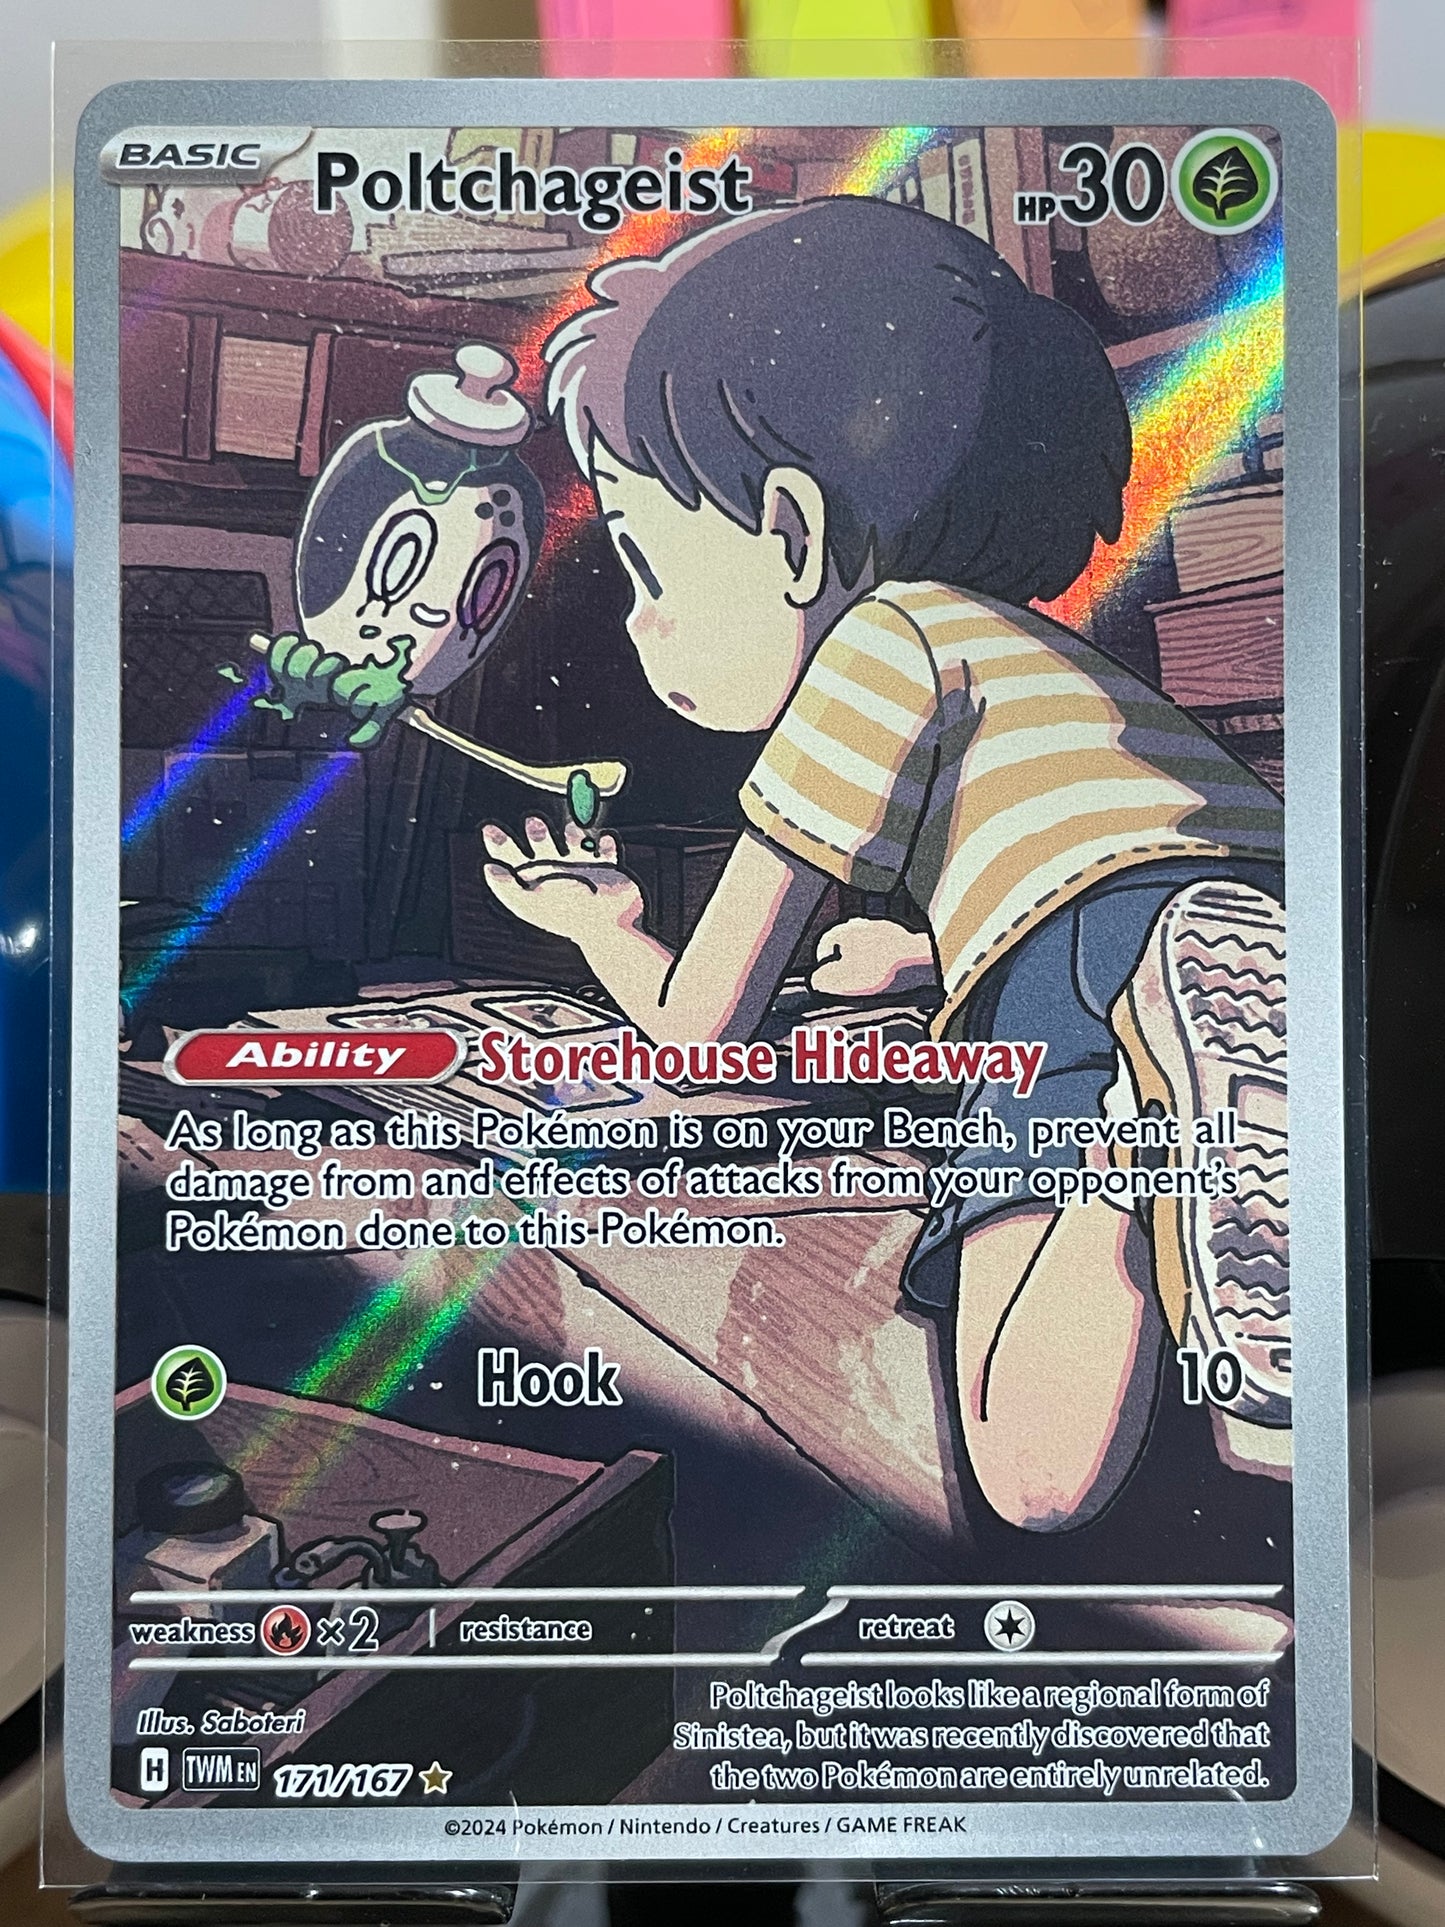 BASIC
Poltchageist
HP 30
Ability Storehouse Hideaway
As long as this Pokémon is on your Bench, prevent all
damage from and effects of attacks from your opponent's
Pokémon done to this Pokémon.
Hook 10
weakness ×2 resistance retreat
Poltchageist looks like a regional form of
Sinistea, but it was recently discovered that
the two Pokémon are entirely unrelated.
Illus. Saboteri
H TWM EN 171/167
©2024 Pokémon / Nintendo / Creatures / GAME FREAK